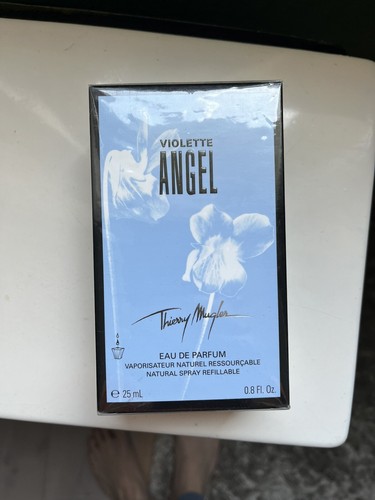 VIOLETTE
ANGEL
Thierry Mugler
EAU DE PARFUM
VAPORISATEUR NATUREL RESSOURÇABLE
NATURAL SPRAY REFILLABLE
℮ 25 mL 0.8 Fl. Oz.